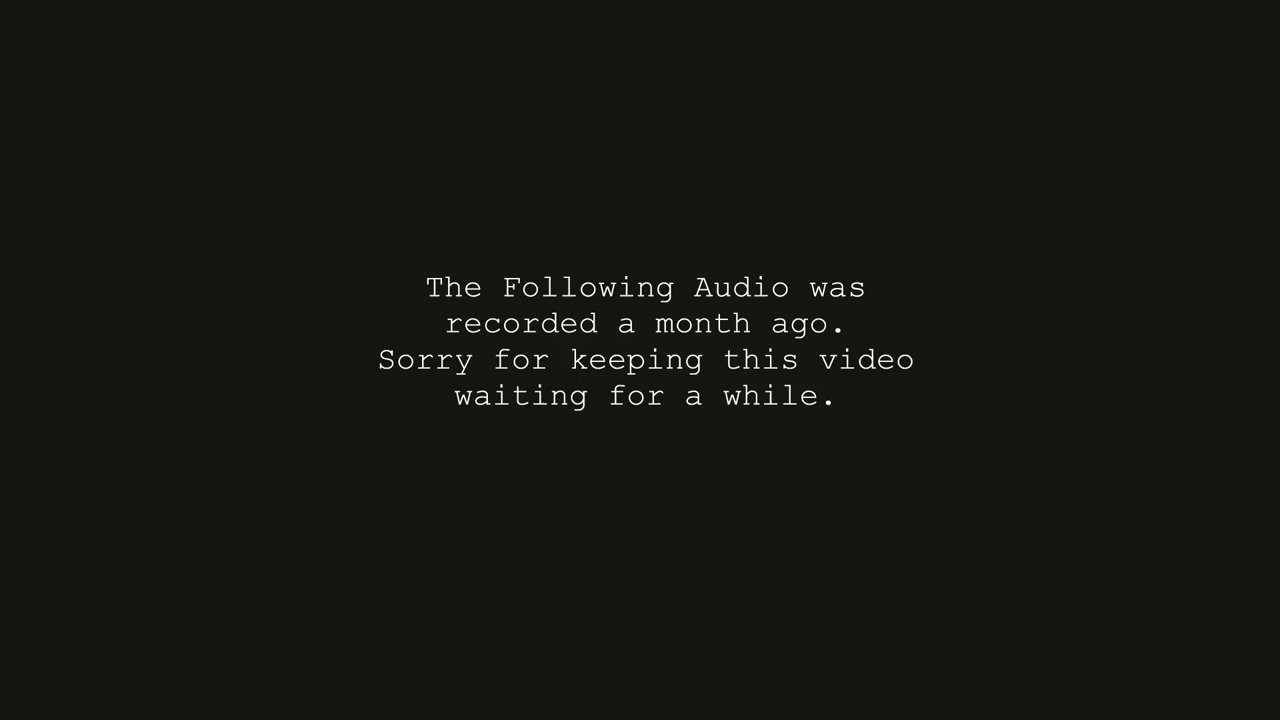 The Following Audio was
recorded a month ago.
Sorry for keeping this video
waiting for a while.